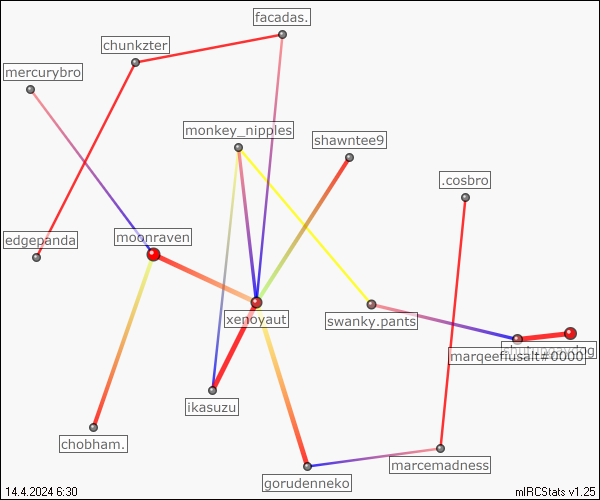 facadas.
chunkzter
mercurybro
monkey_nipples
shawntee9
.cosbro
edgepanda
moonraven
xenoyaut
swanky.pants
marqeefiusalt#0000
ikasuzu
chobham.
marcemadness
gorudenneko
14.4.2024 6:30
mIRCStats v1.25